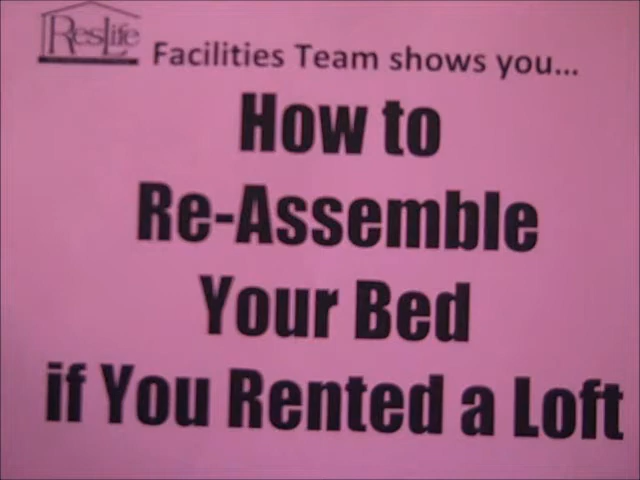 ResLife
Facilities Team shows you...
How to
Re-Assemble
Your Bed
if You Rented a Loft